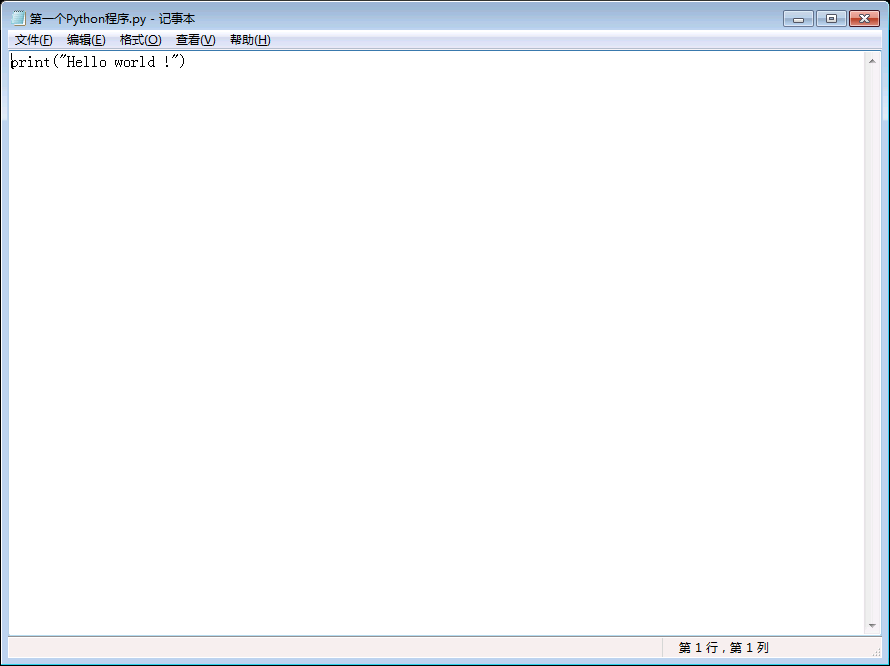 第一个Python程序.py - 记事本
文件(F) 编辑(E) 格式(O) 查看(V) 帮助(H)
print("Hello world !")
第 1 行，第 1 列